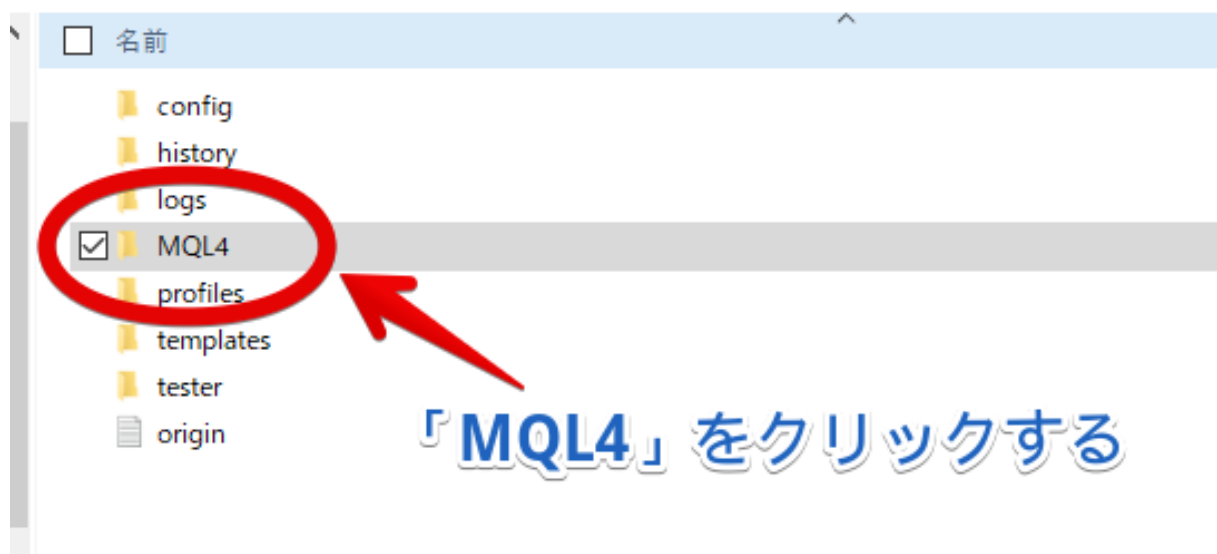 名前
config
history
logs
MQL4
profiles
templates
tester
origin
「MQL4」をクリックする